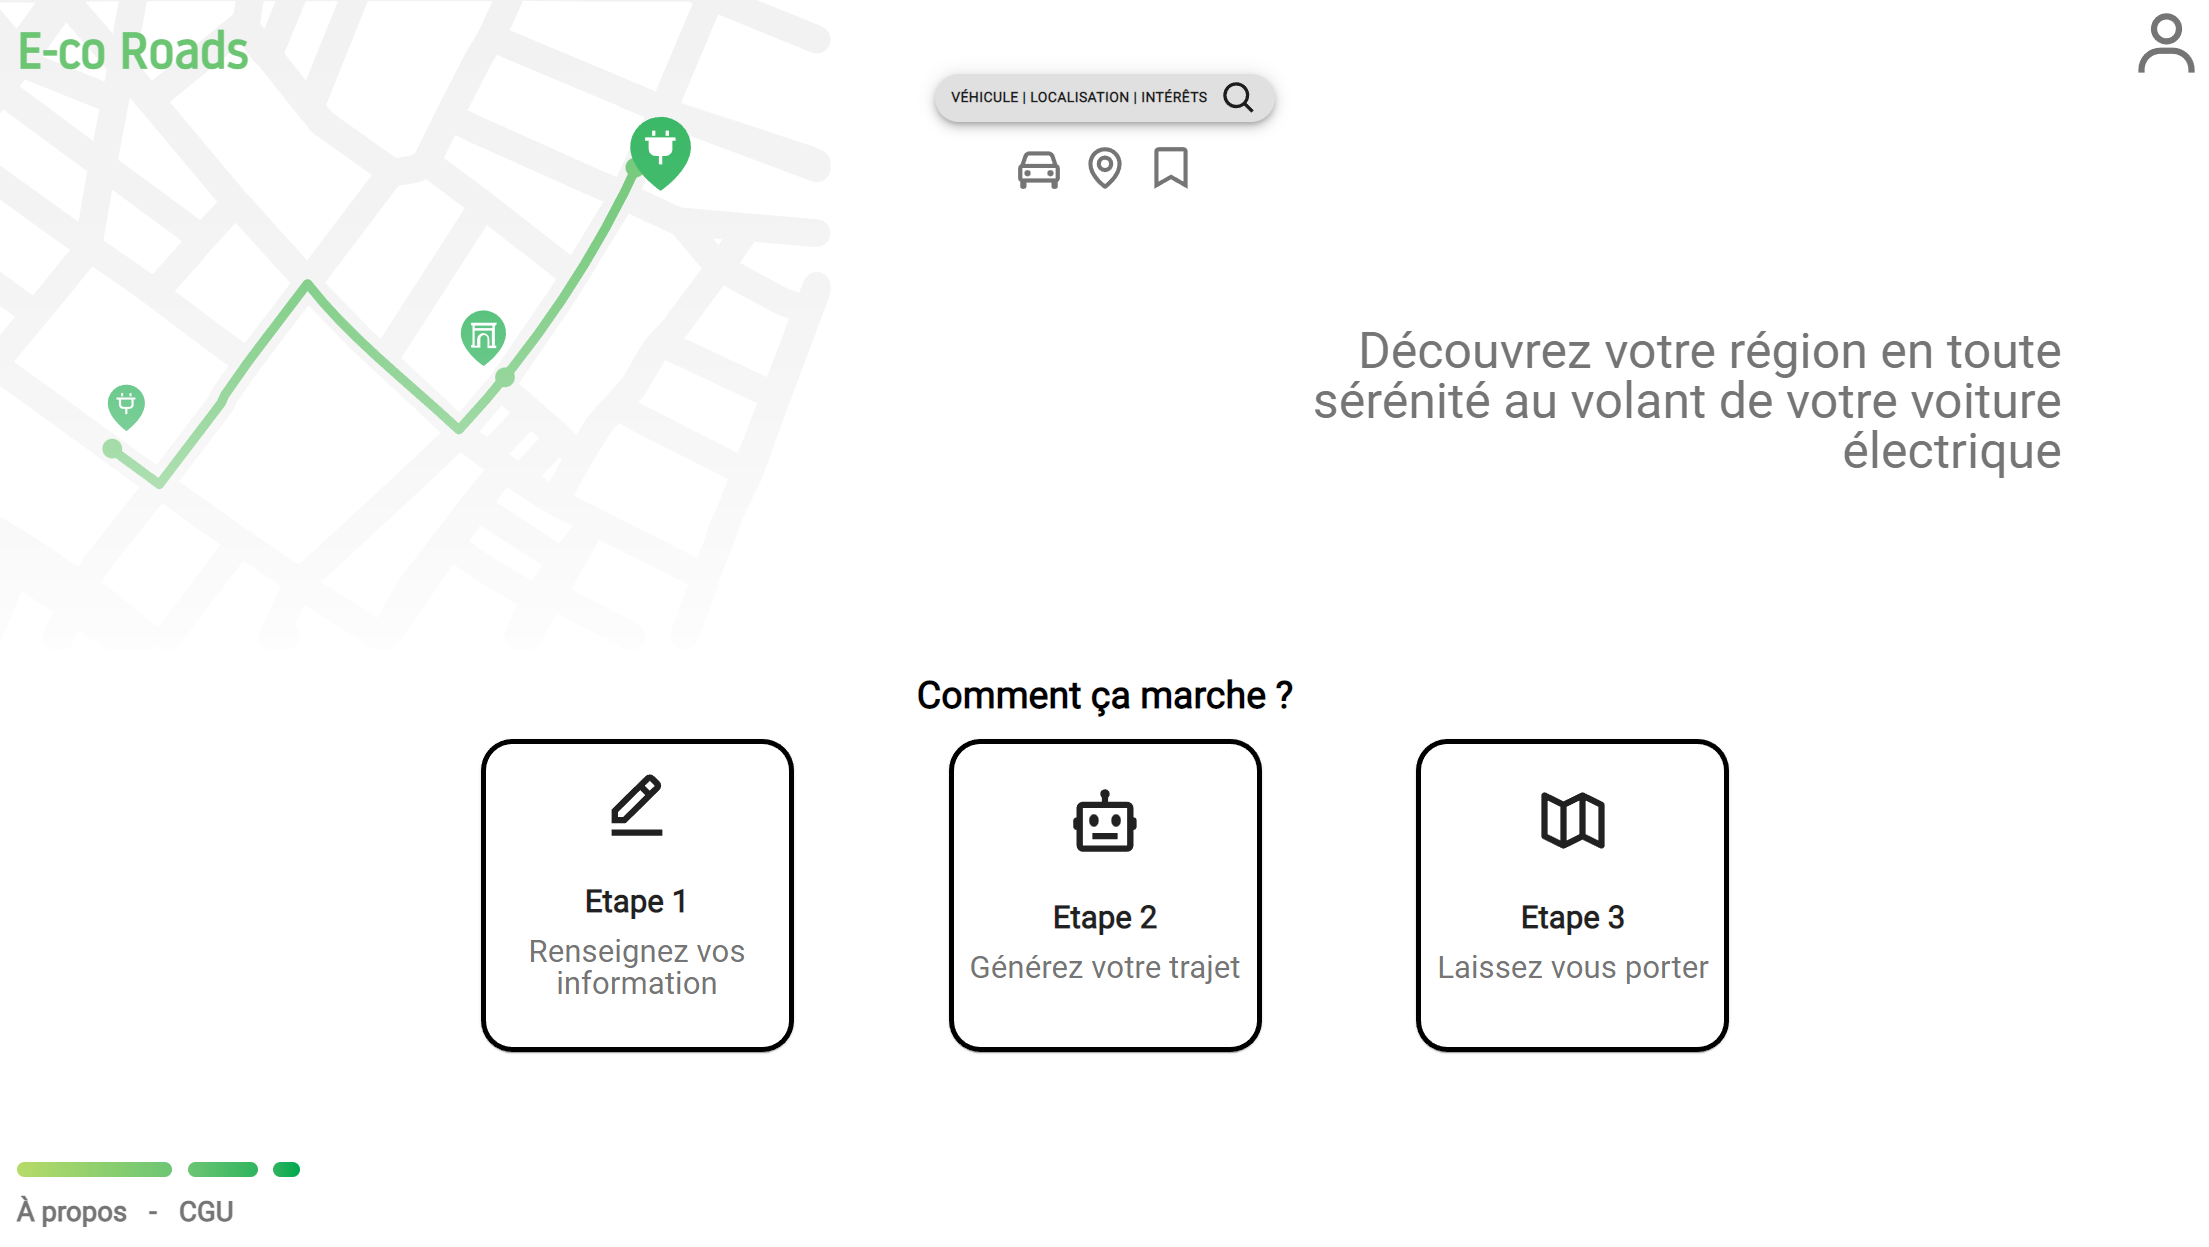 E-co Roads
VÉHICULE | LOCALISATION | INTÉRÊTS
Découvrez votre région en toute
sérénité au volant de votre voiture
électrique
Comment ça marche ?
Etape 1
Renseignez vos
information
Etape 2
Générez votre trajet
Etape 3
Laissez vous porter
À propos - CGU